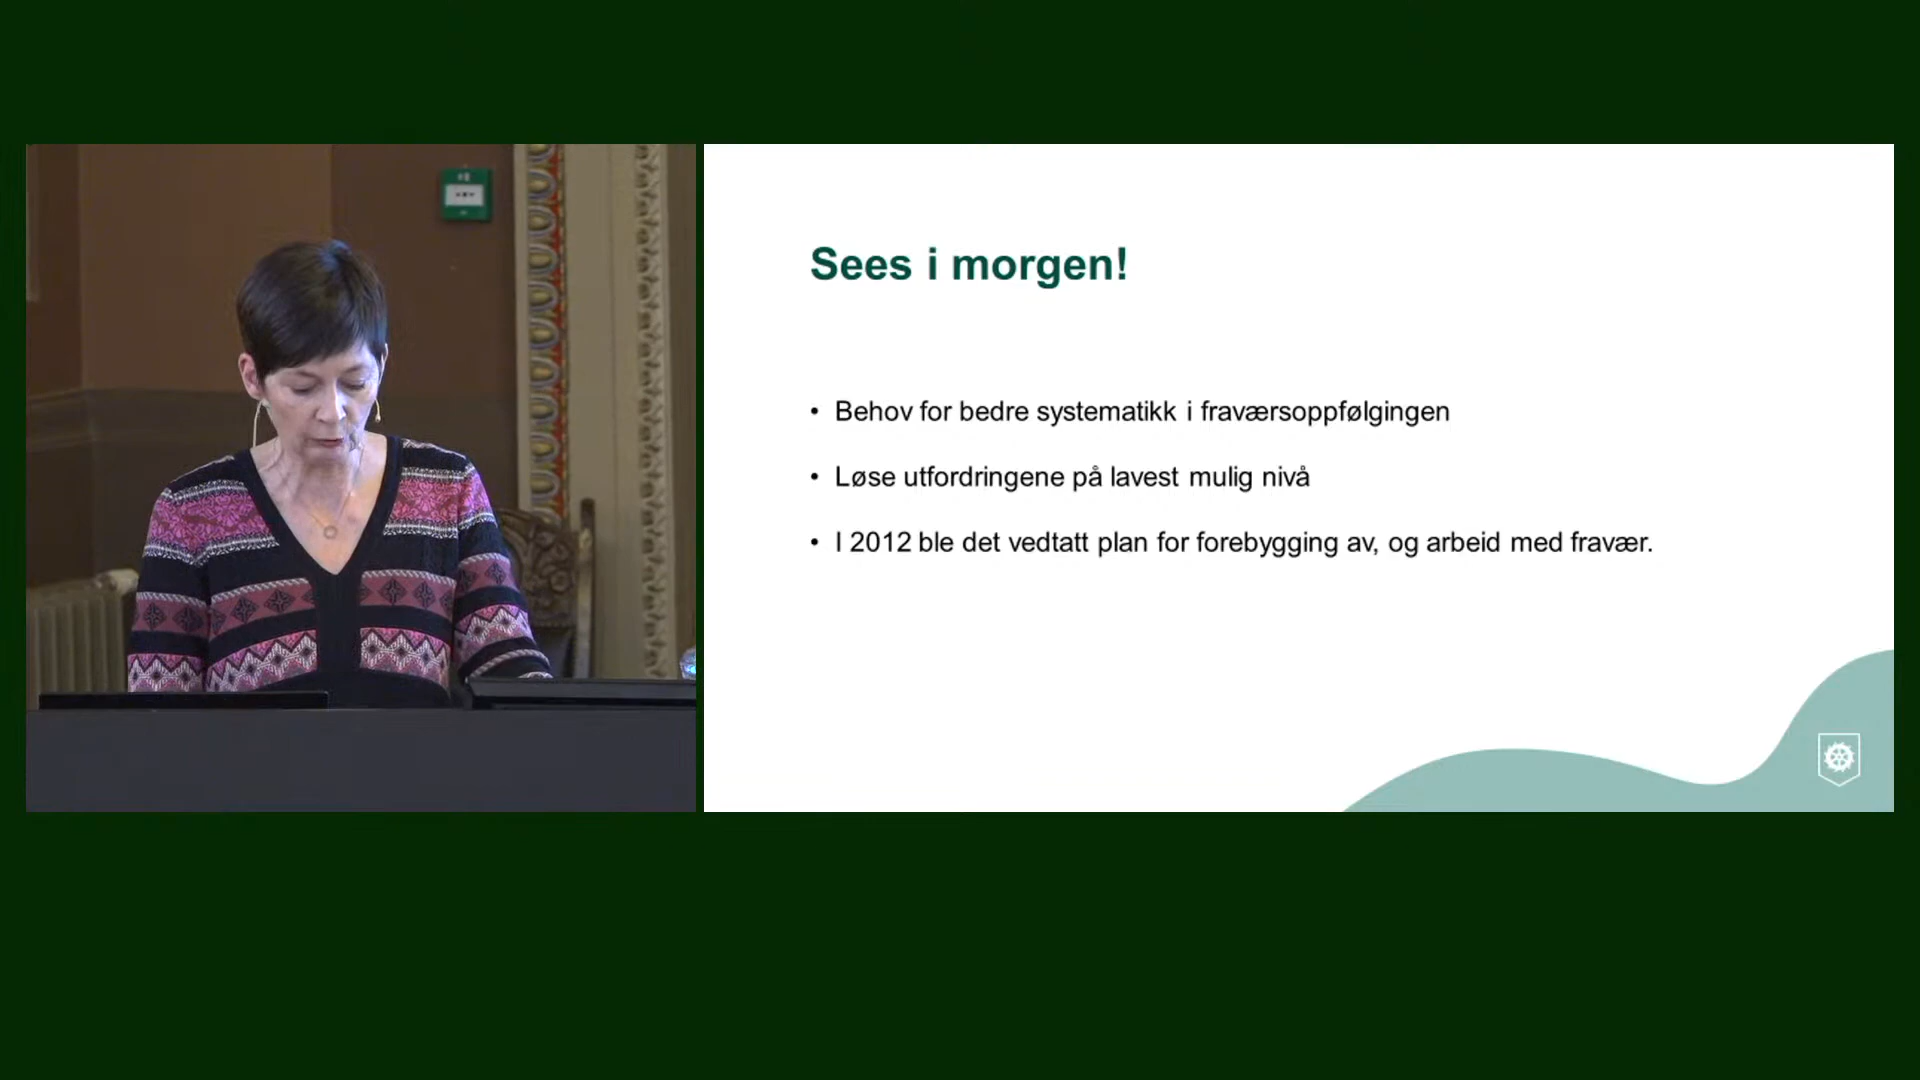 Sees i morgen!
• Behov for bedre systematikk i fraværsoppfølgingen
• Løse utfordringene på lavest mulig nivå
• I 2012 ble det vedtatt plan for forebygging av, og arbeid med fravær.